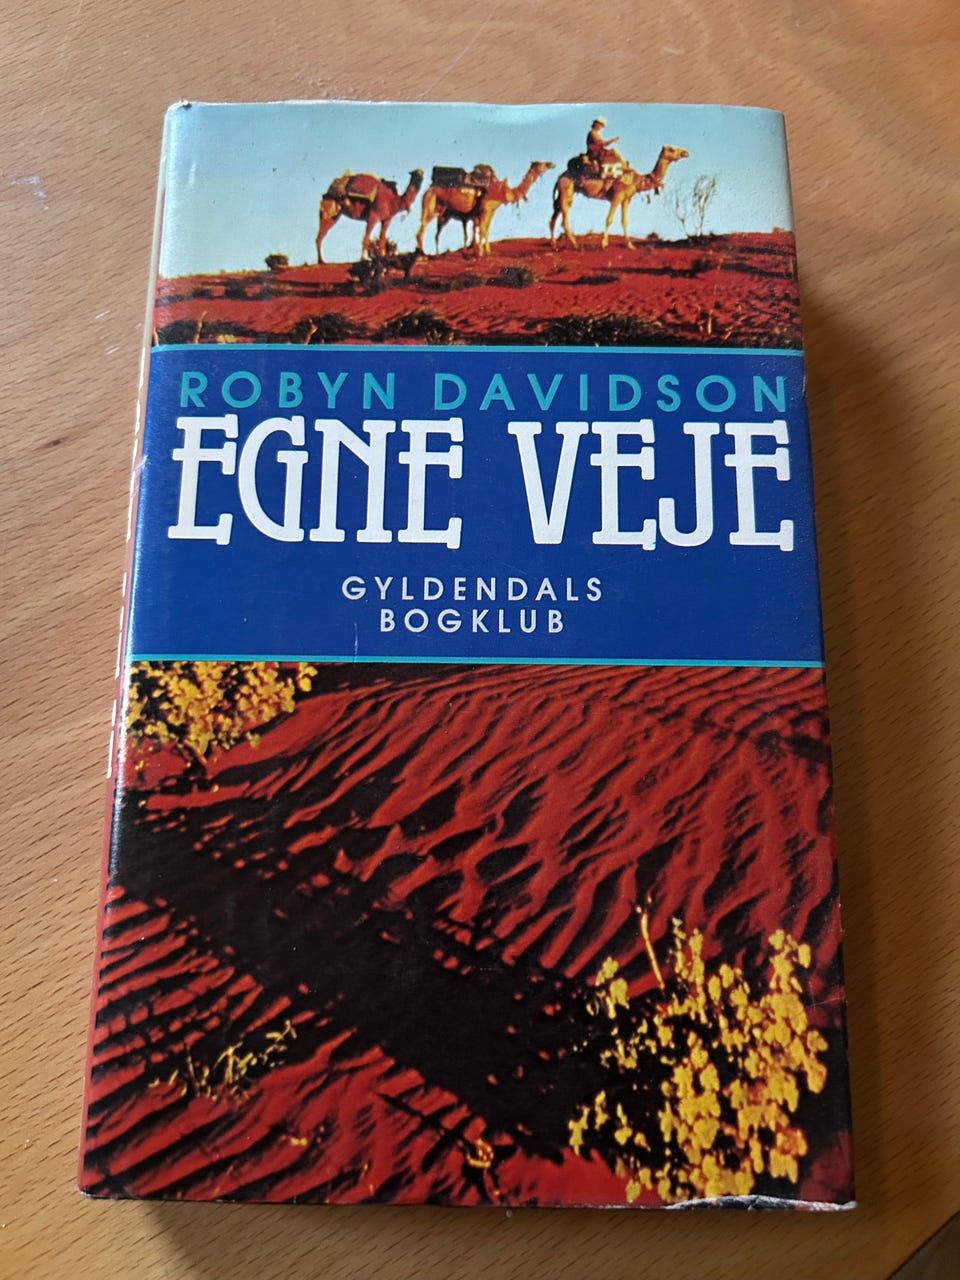 ROBYN DAVIDSON
EGNE VEJE
GYLDENDALS
BOGKLUB